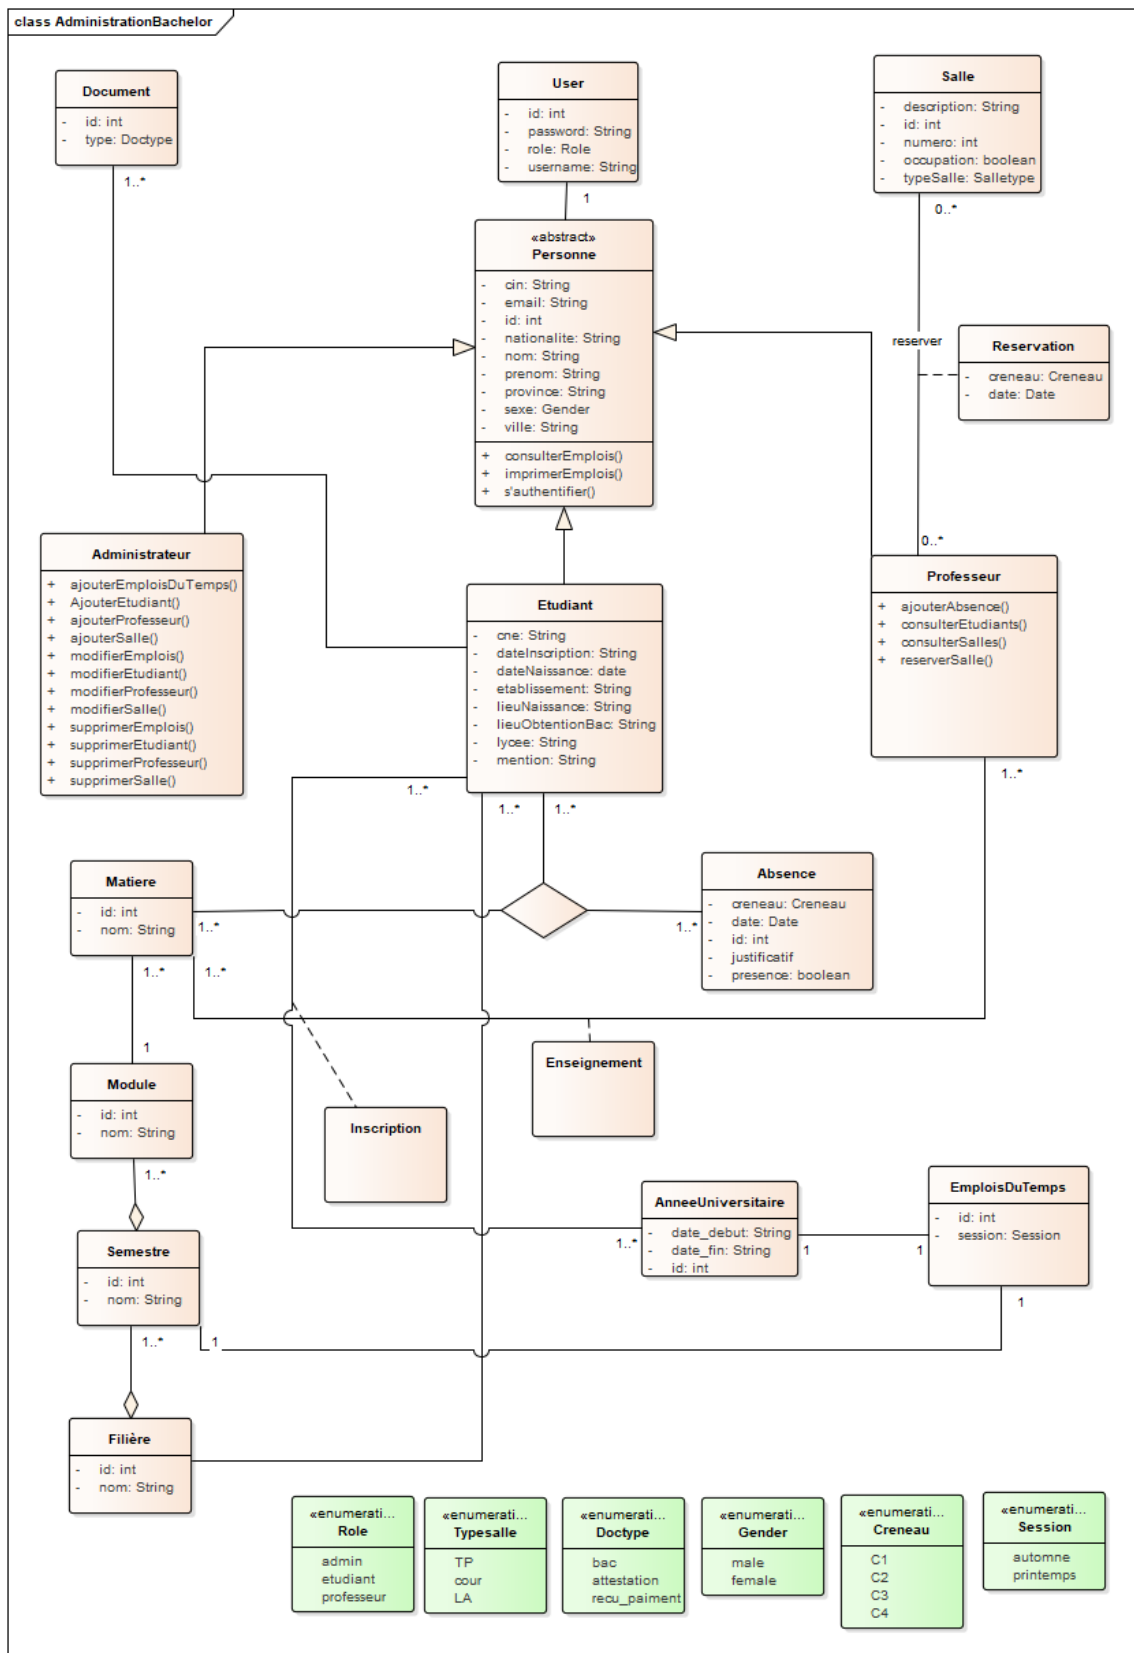 class AdministrationBachelor
Document
- id: int
- type: Doctype
1..*
User
- id: int
- password: String
- role: Role
- username: String
1
Salle
- description: String
- id: int
- numero: int
- occupation: boolean
- typeSalle: Salletype
0..*
«abstract»
Personne
- cin: String
- email: String
- id: int
- nationalite: String
- nom: String
- prenom: String
- province: String
- sexe: Gender
- ville: String
+ consulterEmplois()
+ imprimerEmplois()
+ s'authentifier()
reserver
Reservation
- creneau: Creneau
- date: Date
0..*
Administrateur
+ ajouterEmploisDuTemps()
+ AjouterEtudiant()
+ ajouterProfesseur()
+ ajouterSalle()
+ modifierEmplois()
+ modifierEtudiant()
+ modifierProfesseur()
+ modifierSalle()
+ supprimerEmplois()
+ supprimerEtudiant()
+ supprimerProfesseur()
+ supprimerSalle()
Etudiant
- cne: String
- dateInscription: String
- dateNaissance: date
- etablissement: String
- lieuNaissance: String
- lieuObtentionBac: String
- lycee: String
- mention: String
1..*
1..*
1..*
Professeur
+ ajouterAbsence()
+ consulterEtudiants()
+ consulterSalles()
+ reserverSalle()
1..*
Matiere
- id: int
- nom: String
1..*
1..*
1..*
Absence
- creneau: Creneau
- date: Date
- id: int
- justificatif
- presence: boolean
1..*
1
Module
- id: int
- nom: String
1..*
Enseignement
Inscription
Semestre
- id: int
- nom: String
1..*
1
AnneeUniversitaire
- date_debut: String
- date_fin: String
- id: int
1..*
1
EmploisDuTemps
- id: int
- session: Session
1
1
Filière
- id: int
- nom: String
«enumerati...
Role
admin
etudiant
professeur
«enumerati...
Typesalle
TP
cour
LA
«enumerati...
Doctype
bac
attestation
recu_paiment
«enumerati...
Gender
male
female
«enumerati...
Creneau
C1
C2
C3
C4
«enumerati...
Session
automne
printemps